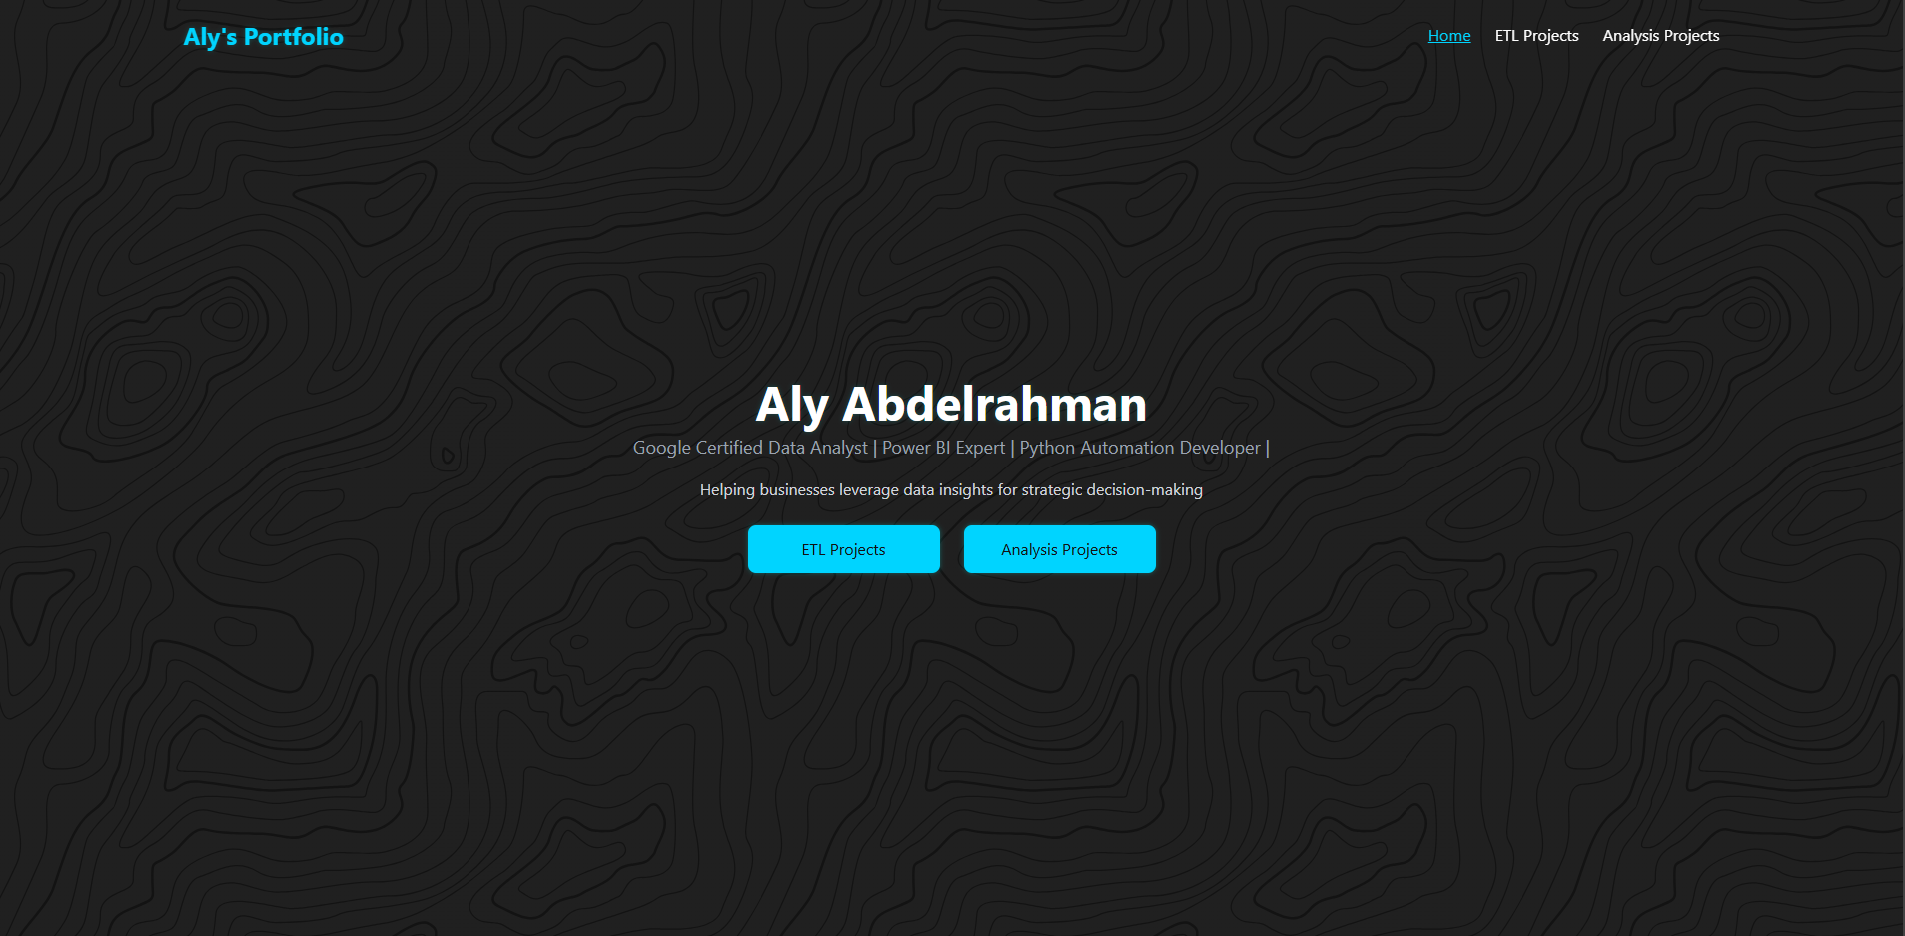 Aly's Portfolio
Home ETL Projects Analysis Projects
Aly Abdelrahman
Google Certified Data Analyst | Power BI Expert | Python Automation Developer |
Helping businesses leverage data insights for strategic decision-making
ETL Projects
Analysis Projects